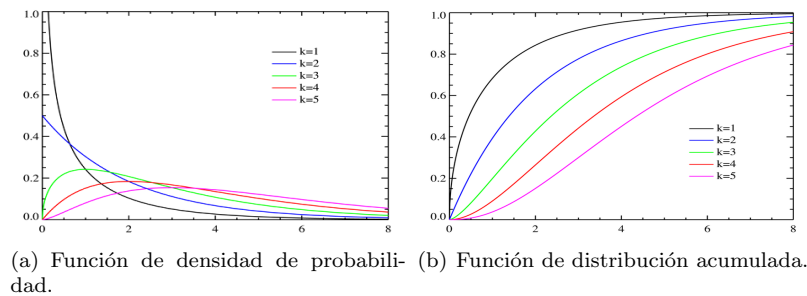 1.0
0.8
0.6
0.4
0.2
0.0
0 2 4 6 8
k=1
k=2
k=3
k=4
k=5
1.0
0.8
0.6
0.4
0.2
0.0
0 2 4 6 8
k=1
k=2
k=3
k=4
k=5
(a) Función de densidad de probabili-
dad.
(b) Función de distribución acumulada.